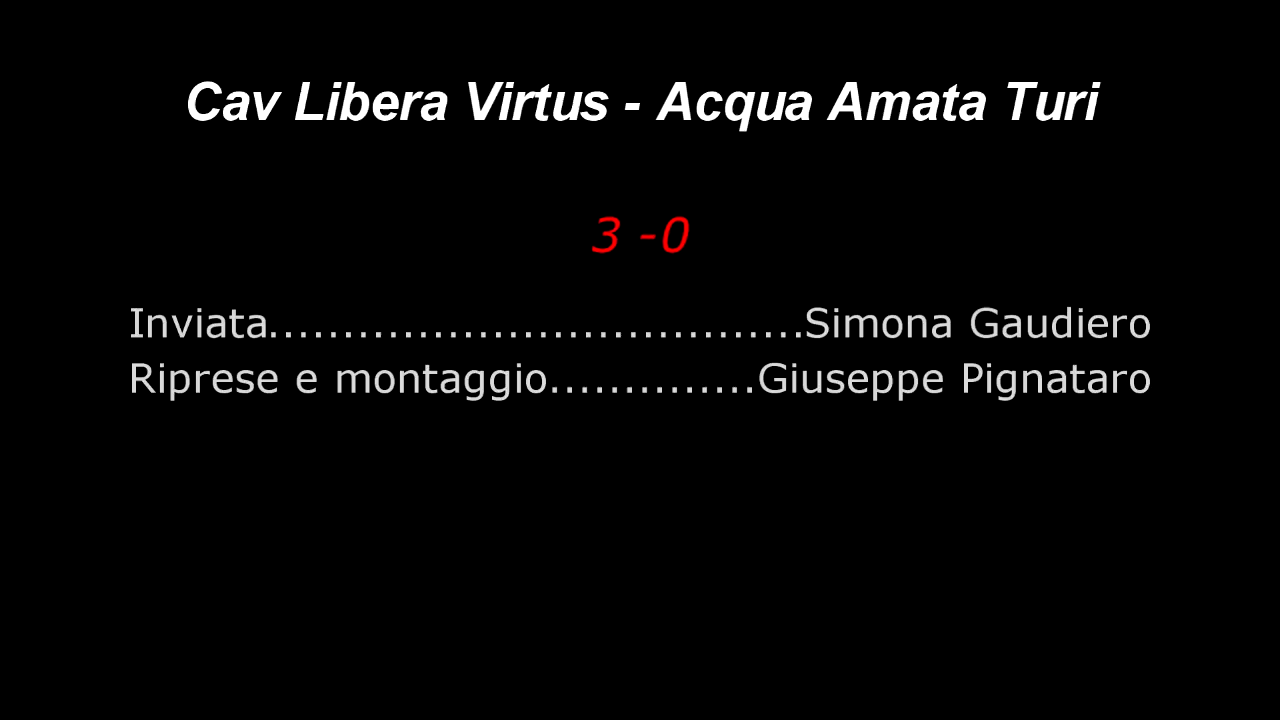 Cav Libera Virtus - Acqua Amata Turi
3 -0
Inviata....................................Simona Gaudiero
Riprese e montaggio..............Giuseppe Pignataro